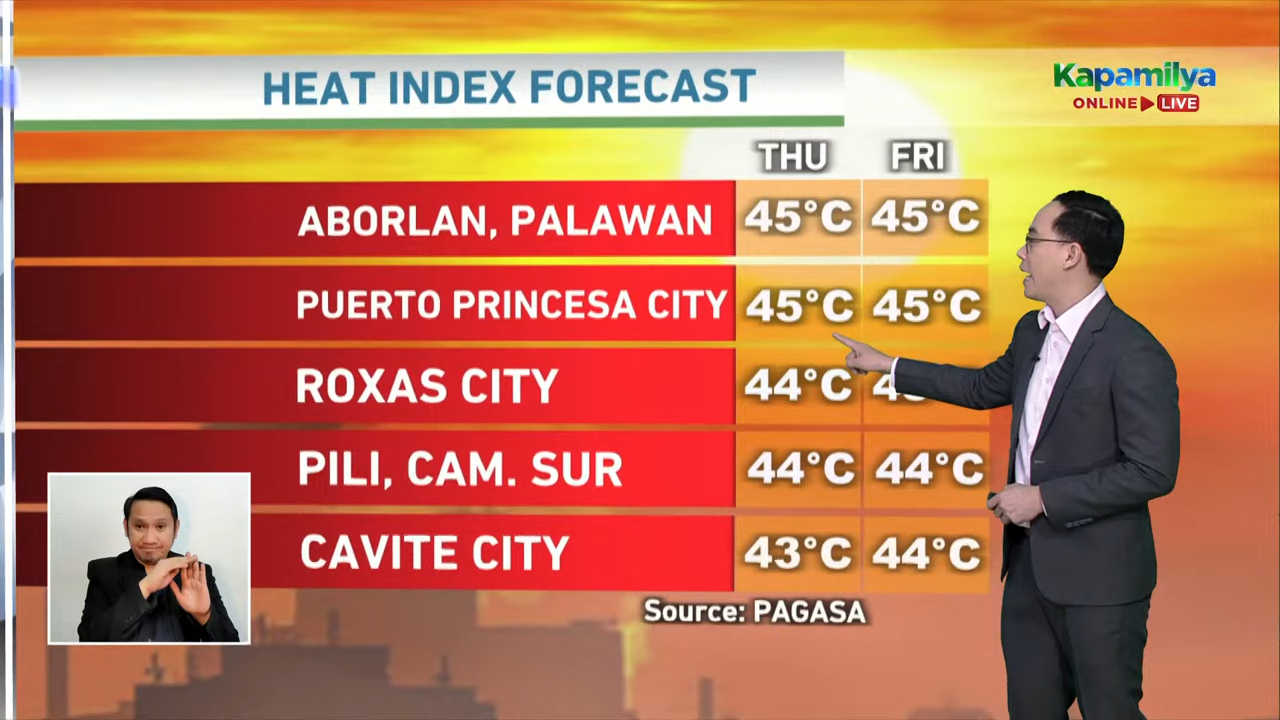 HEAT INDEX FORECAST
Kapamilya
ONLINE LIVE
THU FRI
ABORLAN, PALAWAN 45°C 45°C
PUERTO PRINCESA CITY 45°C 45°C
ROXAS CITY 44°C
PILI, CAM. SUR 44°C 44°C
CAVITE CITY 43°C 44°C
Source: PAGASA